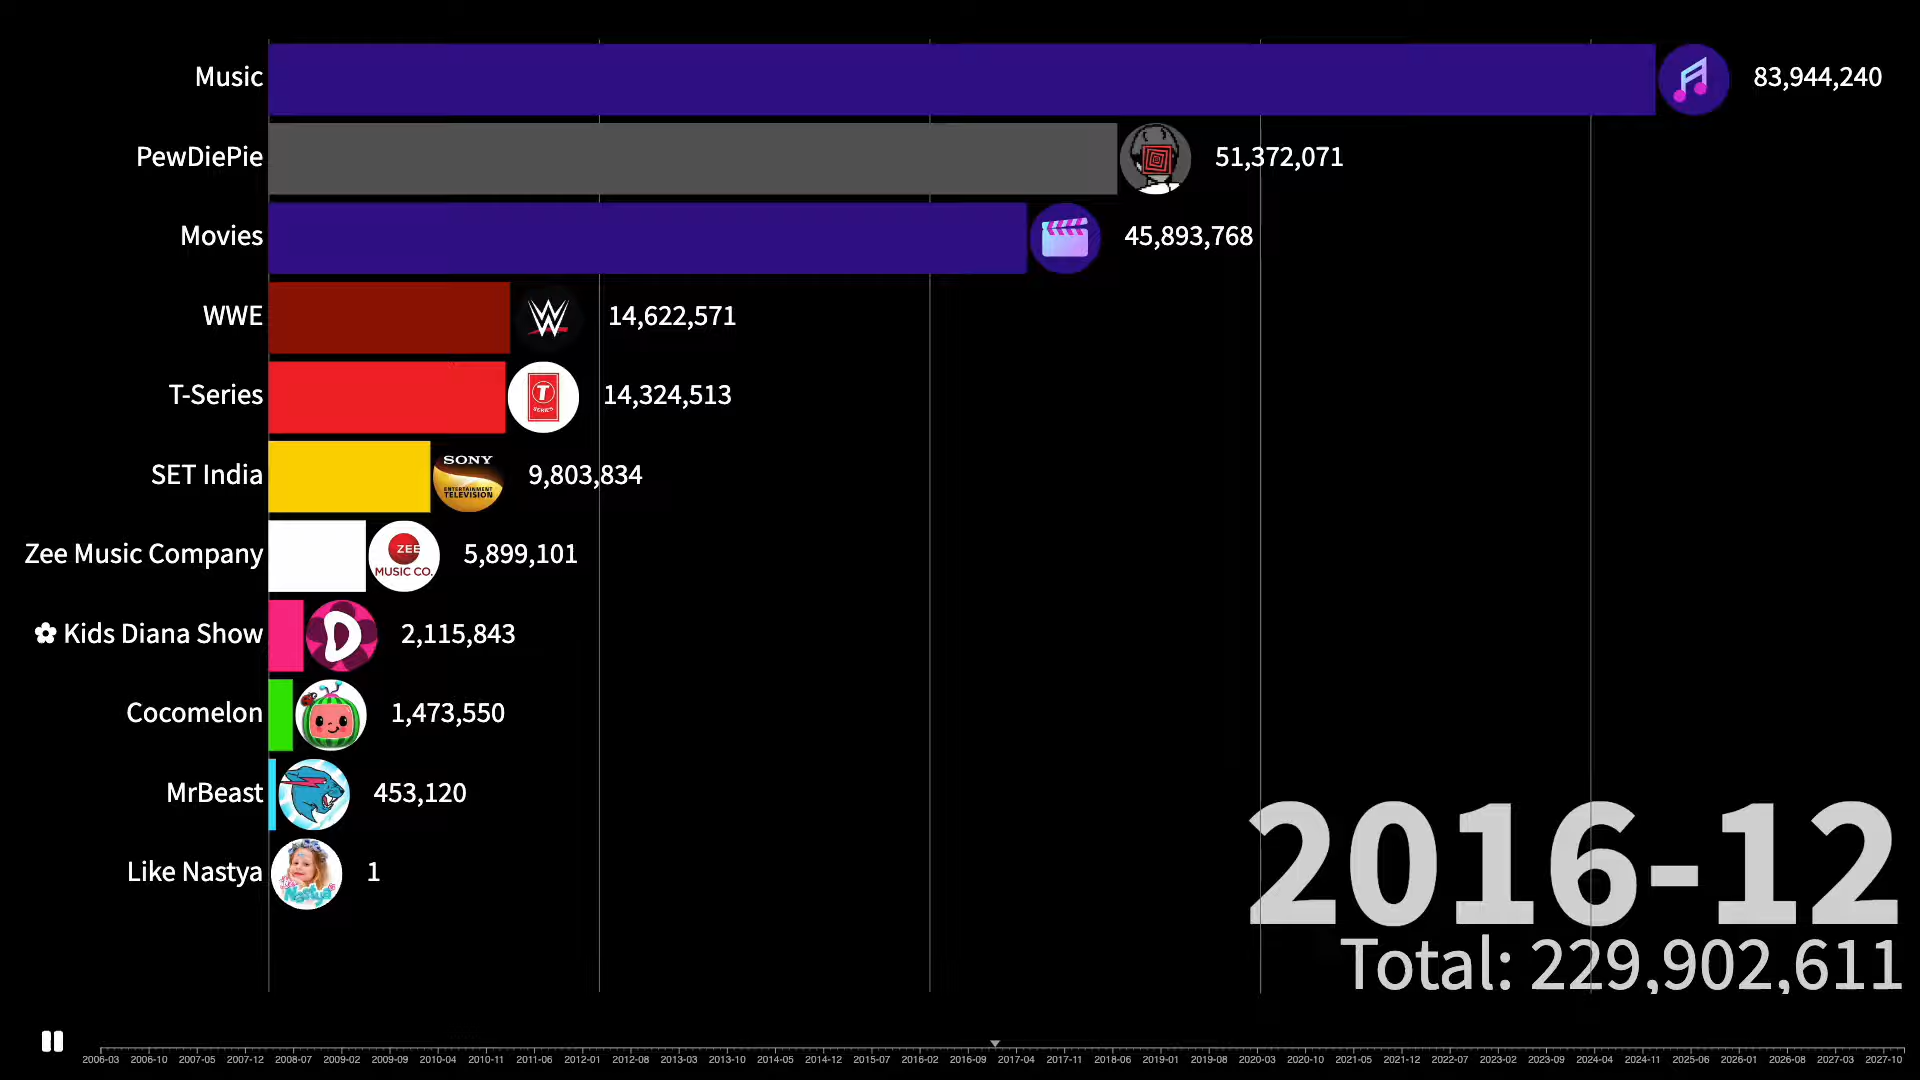 Music 83,944,240
PewDiePie 51,372,071
Movies 45,893,768
WWE W 14,622,571
T-Series T SERIES 14,324,513
SET India SONY ENTERTAINMENT TELEVISION 9,803,834
Zee Music Company ZEE MUSIC CO. 5,899,101
✿ Kids Diana Show D 2,115,843
Cocomelon 1,473,550
MrBeast 453,120
Like Nastya Nastya 1
2016-12
Total: 229,902,611
2006-03 2006-10 2007-05 2007-12 2008-07 2009-02 2009-09 2010-04 2010-11 2011-06 2012-01 2012-08 2013-03 2013-10 2014-05 2014-12 2015-07 2016-02 2016-09 2017-04 2017-11 2018-06 2019-01 2019-08 2020-03 2020-10 2021-05 2021-12 2022-07 2023-02 2023-09 2024-04 2024-11 2025-06 2026-01 2026-08 2027-03 2027-10